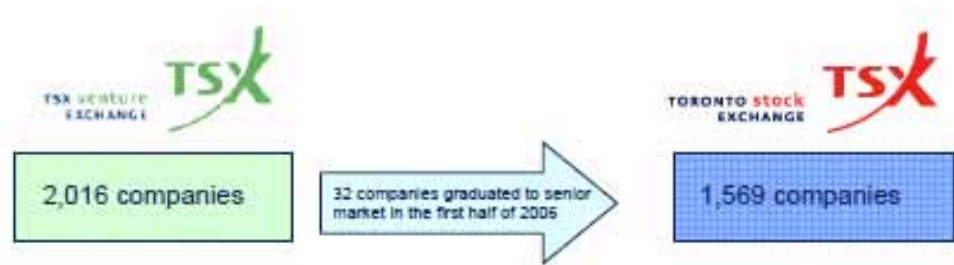 TSX venture
EXCHANGE
TSX
TORONTO stock
EXCHANGE
TSX
2,016 companies
32 companies graduated to senior
market in the first half of 2006
1,569 companies